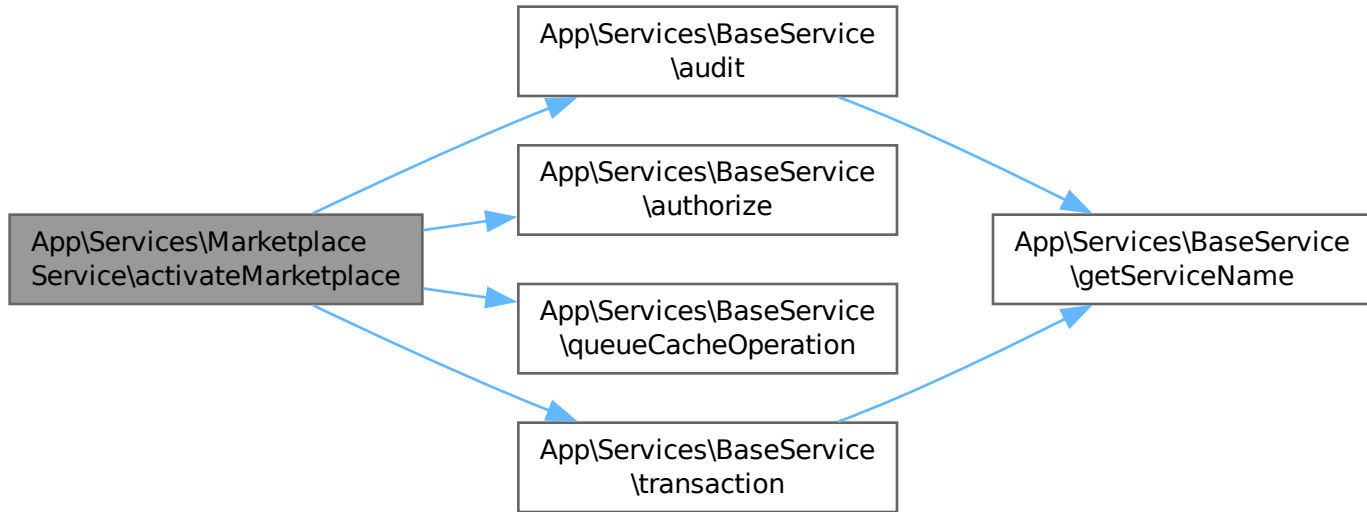 App\Services\BaseService
\audit
App\Services\BaseService
\authorize
App\Services\Marketplace
Service\activateMarketplace
App\Services\BaseService
\getServiceName
App\Services\BaseService
\queueCacheOperation
App\Services\BaseService
\transaction